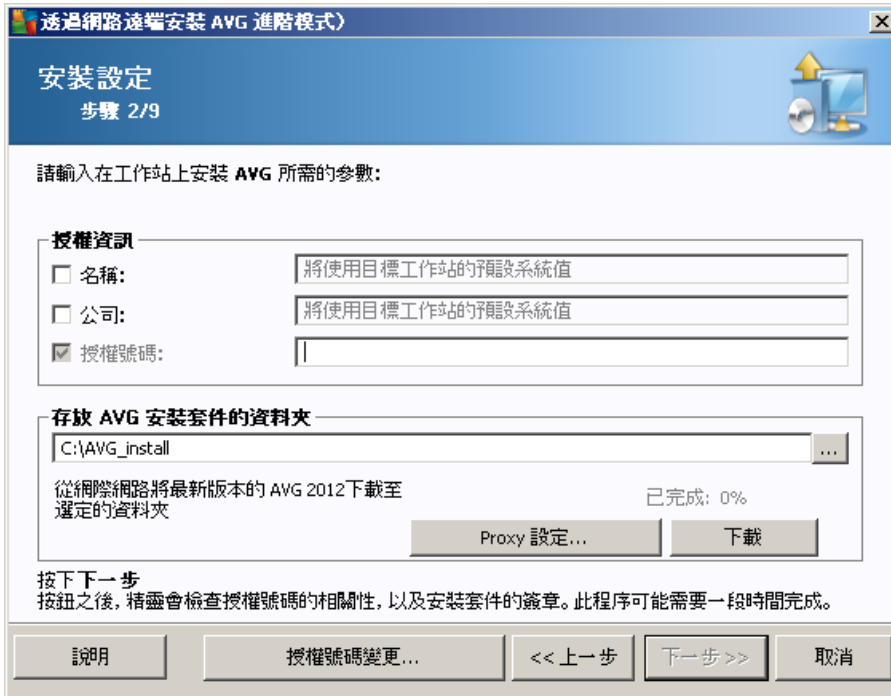 透過網路遠端安裝 AVG 進階模式)
安裝設定
步驟 2/9
請輸入在工作站上安裝 AVG 所需的參數:
授權資訊
名稱:
將使用目標工作站的預設系統值
公司:
將使用目標工作站的預設系統值
授權號碼:
存放 AVG 安裝套件的資料夾
C:\AVG_install
...
從網際網路將最新版本的 AVG 2012下載至
選定的資料夾
已完成: 0%
Proxy 設定...
下載
按下下一步
按鈕之後, 精靈會檢查授權號碼的相關性, 以及安裝套件的簽章。此程序可能需要一段時間完成。
說明
授權號碼變更...
<< 上一步
下一步 >>
取消